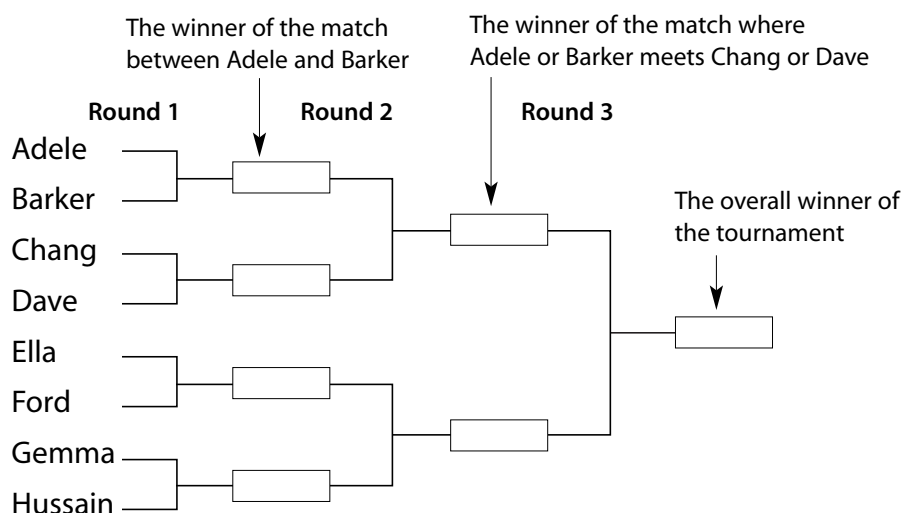 The winner of the match
between Adele and Barker
The winner of the match where
Adele or Barker meets Chang or Dave
Round 1
Round 2
Round 3
Adele
Barker
The overall winner of
the tournament
Chang
Dave
Ella
Ford
Gemma
Hussain